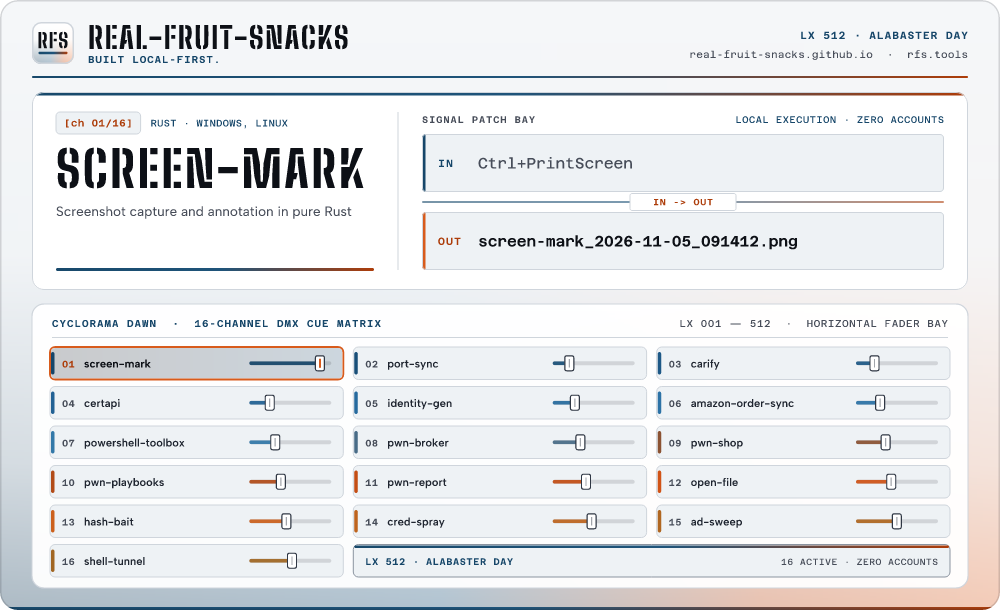 RFS
REAL-FRUIT-SNACKS
BUILT LOCAL-FIRST.
LX 512 · ALABASTER DAY
real-fruit-snacks.github.io · rfs.tools
[ch 01/16] RUST · WINDOWS, LINUX
SCREEN-MARK
Screenshot capture and annotation in pure Rust
SIGNAL PATCH BAY LOCAL EXECUTION · ZERO ACCOUNTS
IN Ctrl+PrintScreen
IN -> OUT
OUT screen-mark_2026-11-05_091412.png
CYCLORAMA DAWN · 16-CHANNEL DMX CUE MATRIX LX 001 — 512 · HORIZONTAL FADER BAY
01 screen-mark 02 port-sync 03 carify
04 certapi 05 identity-gen 06 amazon-order-sync
07 powershell-toolbox 08 pwn-broker 09 pwn-shop
10 pwn-playbooks 11 pwn-report 12 open-file
13 hash-bait 14 cred-spray 15 ad-sweep
16 shell-tunnel LX 512 · ALABASTER DAY 16 ACTIVE · ZERO ACCOUNTS